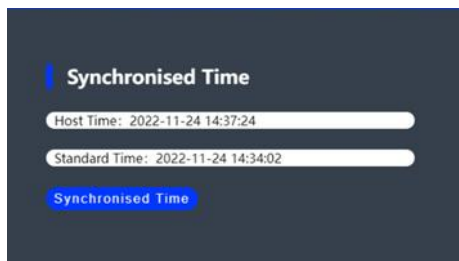 Synchronised Time
Host Time: 2022-11-24 14:37:24
Standard Time: 2022-11-24 14:34:02
Synchronised Time